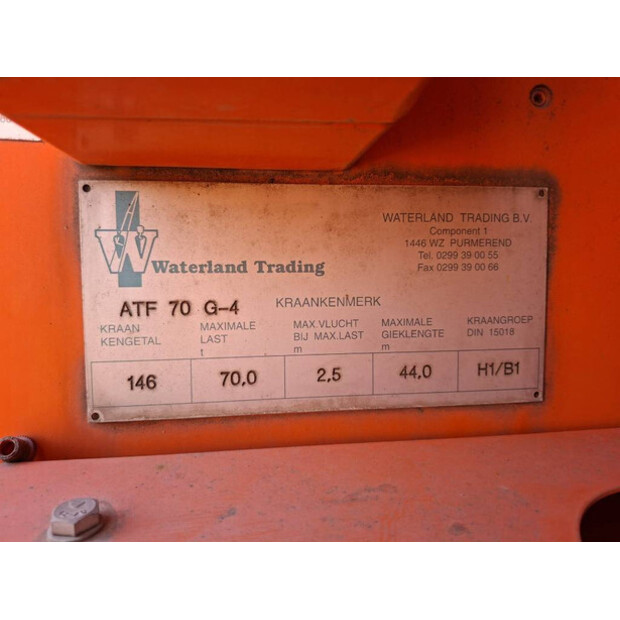 WATERLAND TRADING B.V.
Component 1
1446 WZ PURMEREND
Tel. 0299 39 00 55
Fax 0299 39 00 66
Waterland Trading
ATF 70 G-4 KRAANKENMERK
KRAAN KENGETAL
MAXIMALE LAST t
MAX.VLUCHT BIJ MAX.LAST m
MAXIMALE GIEKLENGTE m
KRAANGROEP DIN 15018
146 70,0 2,5 44,0 H1/B1